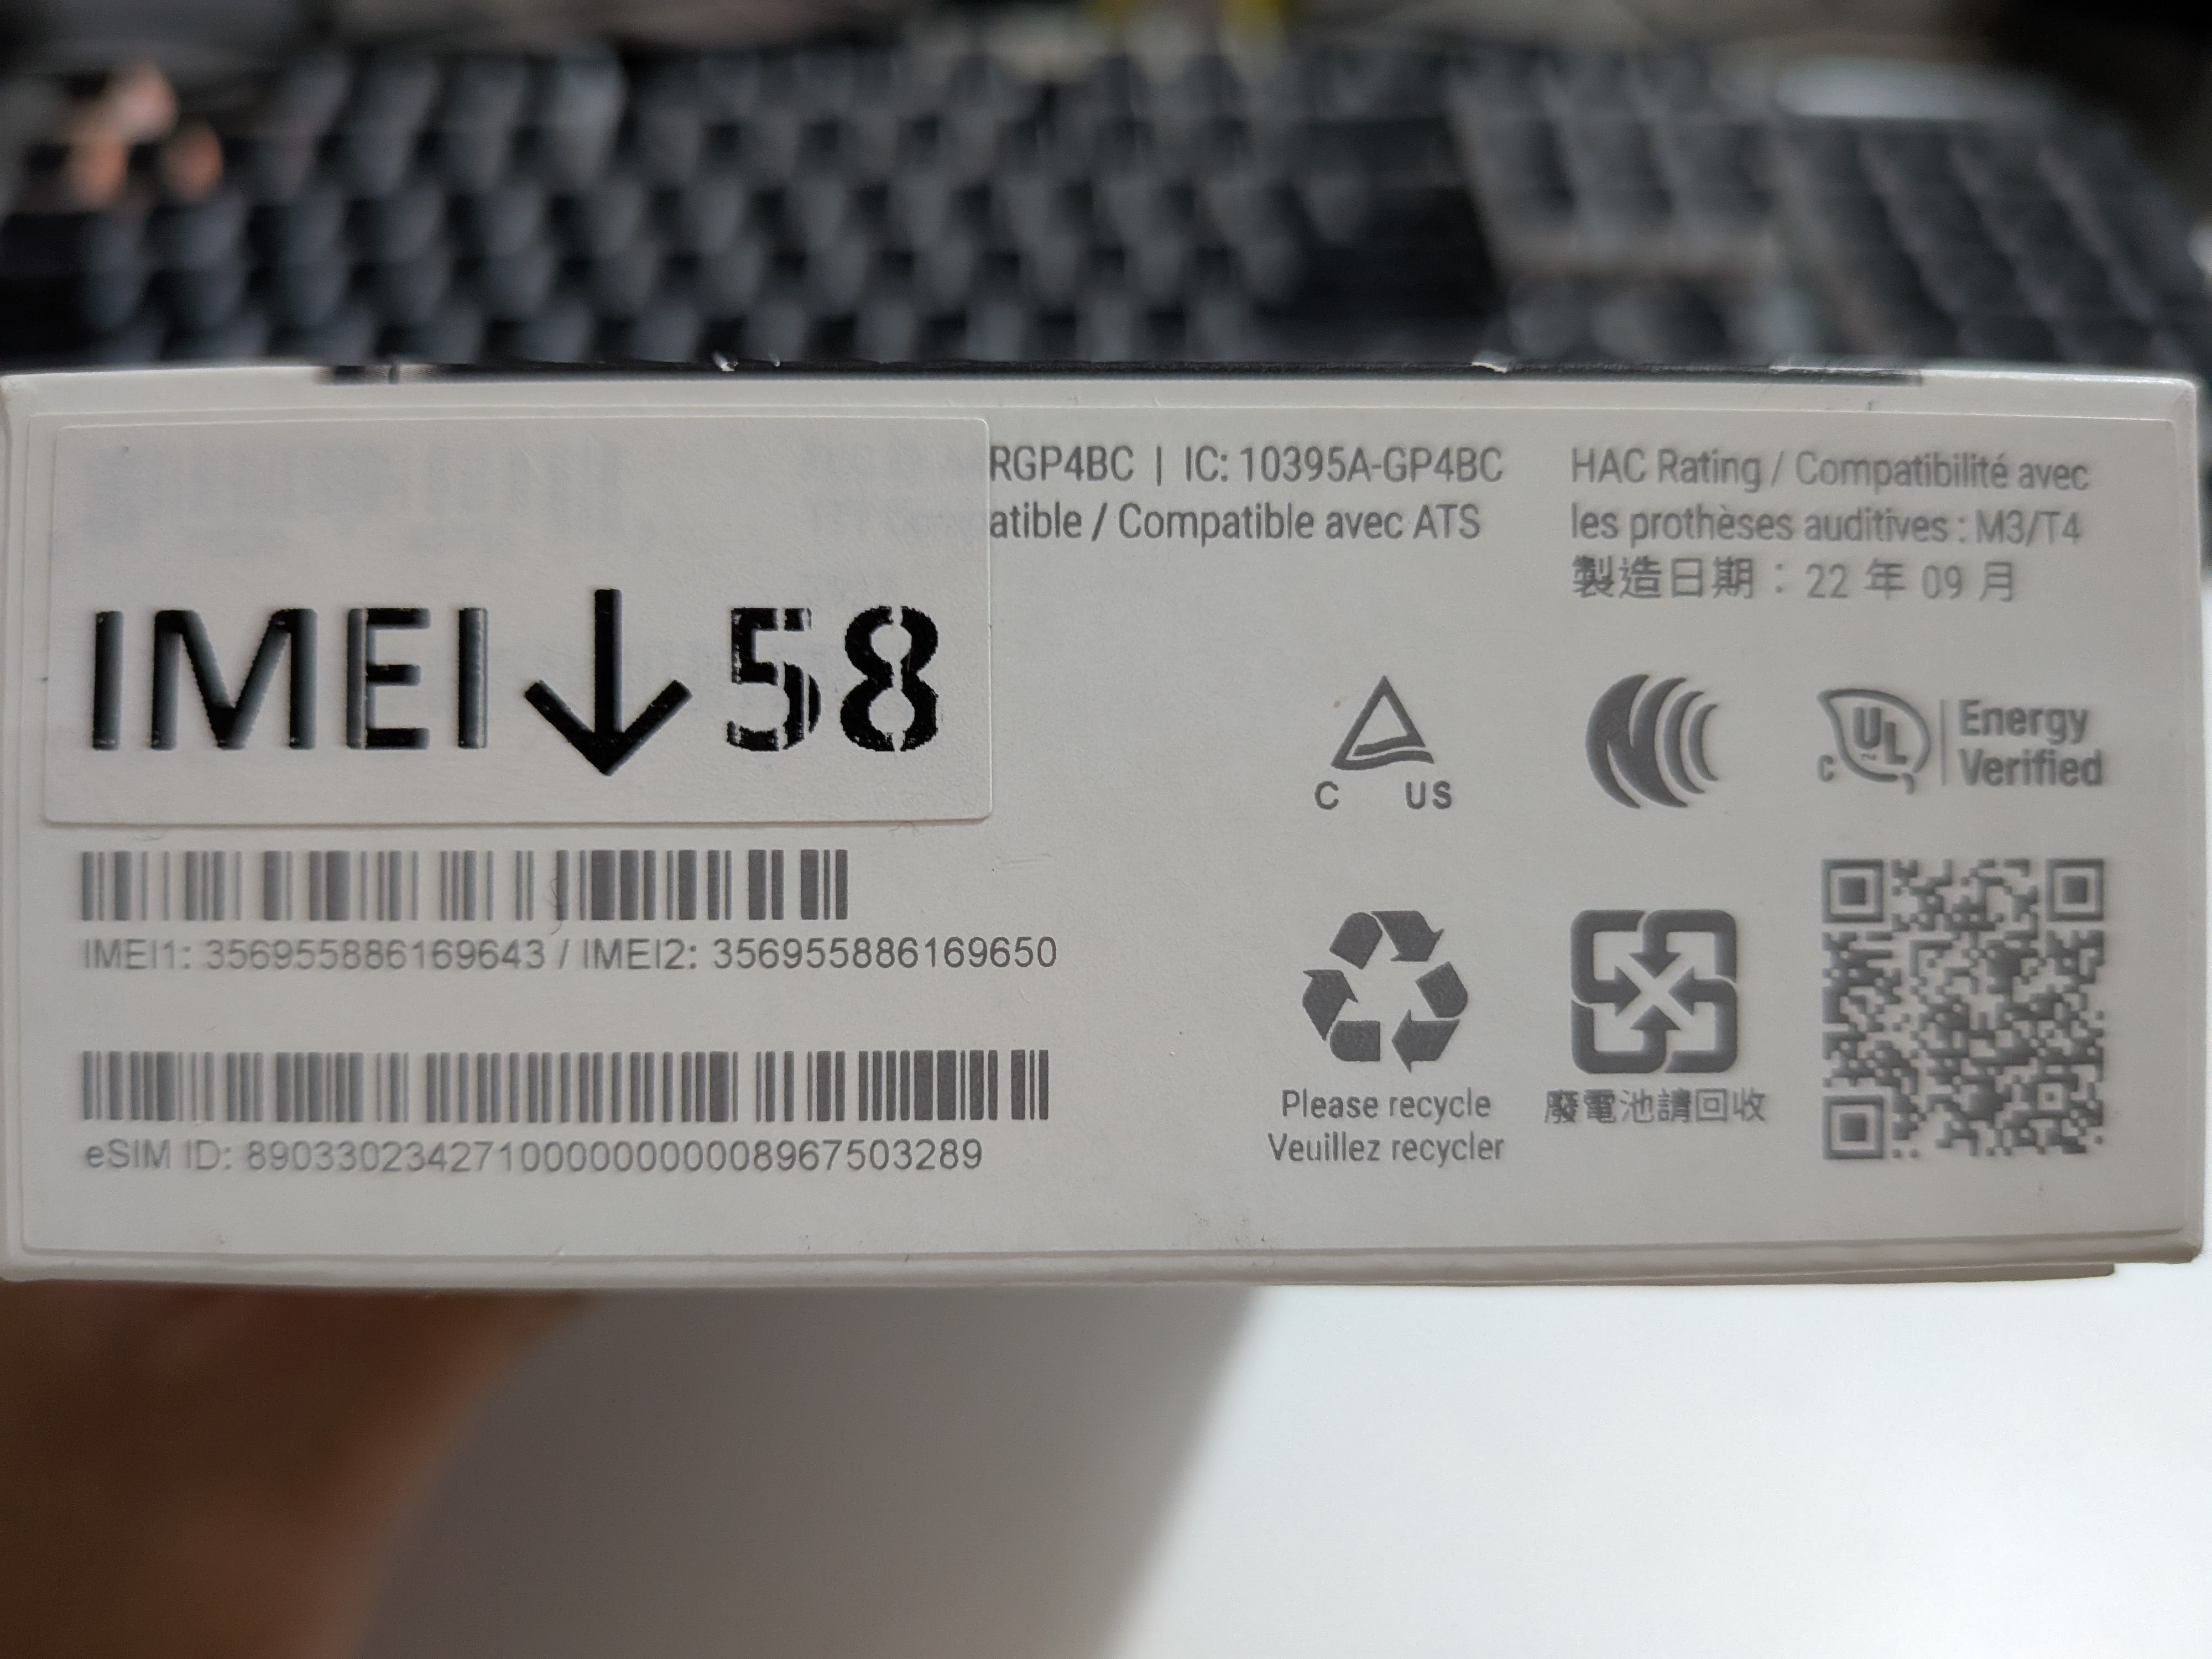 RGP4BC | IC: 10395A-GP4BC
atible / Compatible avec ATS
HAC Rating / Compatibilité avec
les prothèses auditives : M3/T4
製造日期：22 年 09 月
IMEI↓58
C US
C UL
Energy
Verified
IMEI1: 356955886169643 / IMEI2: 356955886169650
eSIM ID: 89033023427100000000008967503289
Please recycle
Veuillez recycler
廢電池請回收